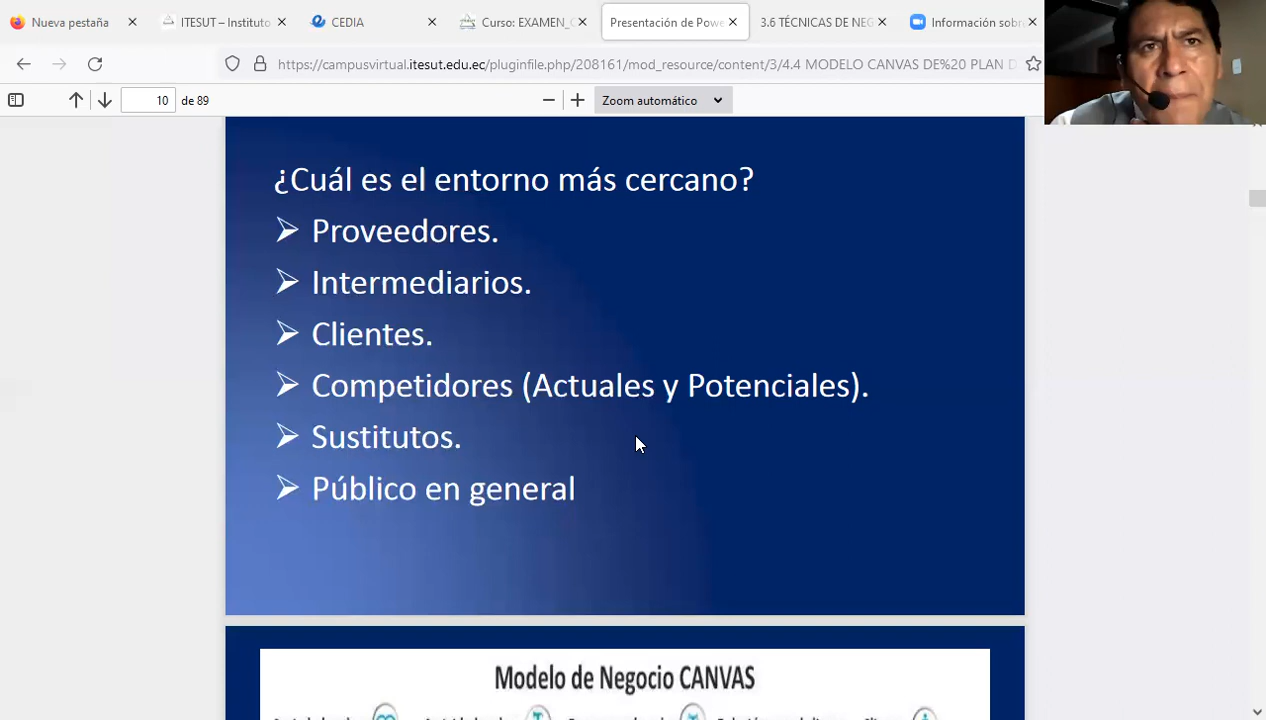 Nueva pestaña
ITESUT – Instituto
CEDIA
Curso: EXAMEN_
Presentación de Powe
3.6 TÉCNICAS DE NEG
Información sobr
https://campusvirtual.itesut.edu.ec/pluginfile.php/208161/mod_resource/content/3/4.4 MODELO CANVAS DE%20 PLAN D
10 de 89
Zoom automático
¿Cuál es el entorno más cercano?
➢ Proveedores.
➢ Intermediarios.
➢ Clientes.
➢ Competidores (Actuales y Potenciales).
➢ Sustitutos.
➢ Público en general
Modelo de Negocio CANVAS